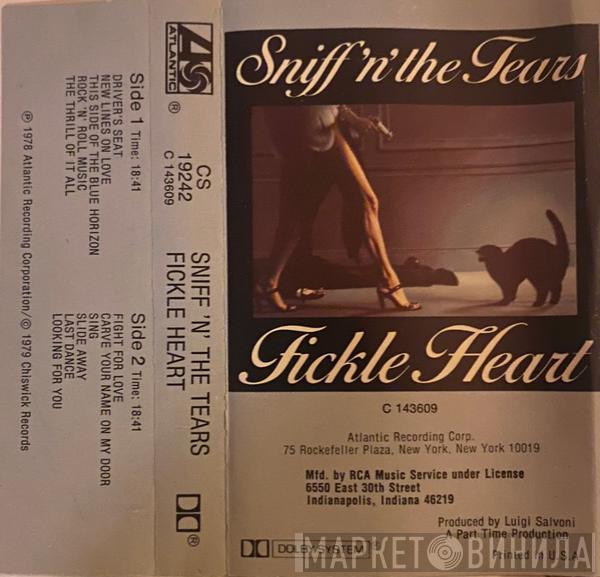 Side 1 Time: 18:41
DRIVER'S SEAT
NEW LINES ON LOVE
THIS SIDE OF THE BLUE HORIZON
ROCK 'N' ROLL MUSIC
THE THRILL OF IT ALL
Side 2 Time: 18:41
FIGHT FOR LOVE
CARVE YOUR NAME ON MY DOOR
SING
SLIDE AWAY
LAST DANCE
LOOKING FOR YOU
℗ 1978 Atlantic Recording Corporation/© 1979 Chiswick Records
ATLANTIC®
CS
19242
C 143609
SNIFF 'N' THE TEARS
FICKLE HEART
Sniff 'n' the Tears
Fickle Heart
C 143609
Atlantic Recording Corp.
75 Rockefeller Plaza, New York, New York 10019
Mfd. by RCA Music Service under License
6550 East 30th Street
Indianapolis, Indiana 46219
Produced by Luigi Salvoni
A Part Time Production
DOLBY SYSTEM®
Printed in U.S.A.
МАРКЕТ ВИНИЛА